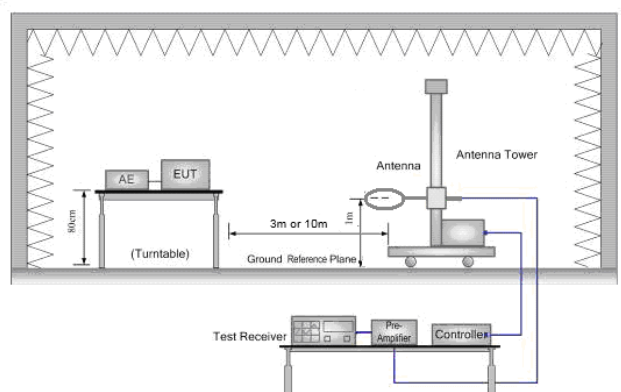 AE
EUT
Antenna
Antenna Tower
80cm
(Turntable)
3m or 10m
1m
Ground Reference Plane
Test Receiver
Pre-
Amplifier
Controller